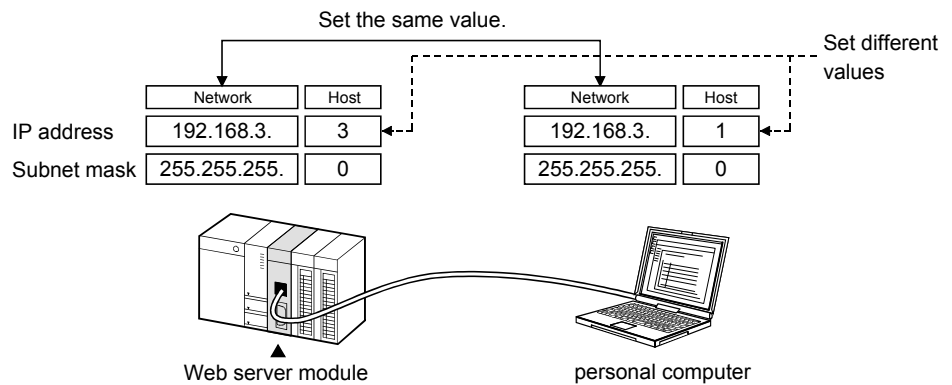 Set the same value.
Set different
values
Network Host Network Host
IP address 192.168.3. 3 192.168.3. 1
Subnet mask 255.255.255. 0 255.255.255. 0
Web server module personal computer